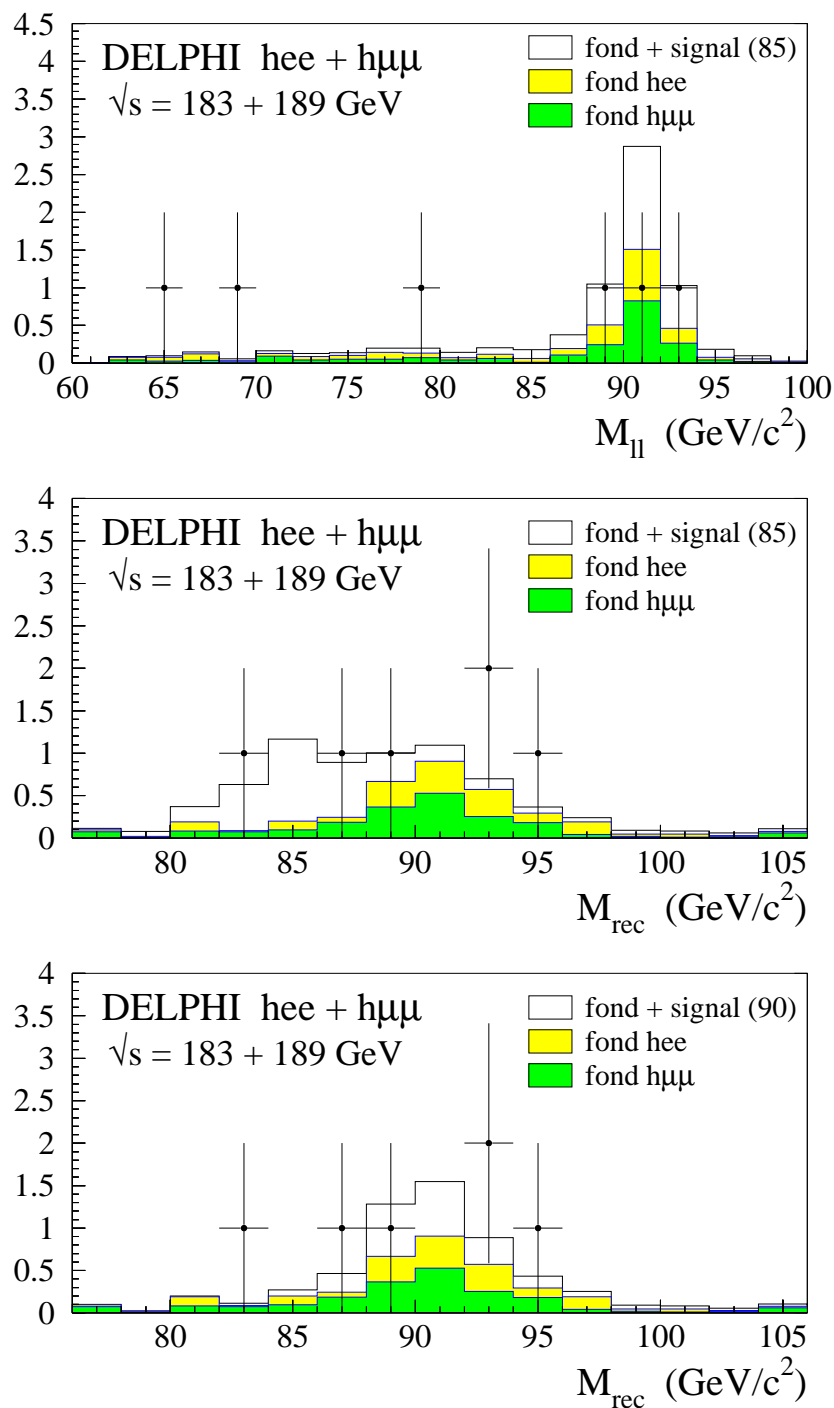 4.5
4
3.5
3
2.5
2
1.5
1
0.5
0
DELPHI hee + hμμ
√s = 183 + 189 GeV
fond + signal (85)
fond hee
fond hμμ
60 65 70 75 80 85 90 95 100
M_ll (GeV/c²)
4
3.5
3
2.5
2
1.5
1
0.5
0
DELPHI hee + hμμ
√s = 183 + 189 GeV
fond + signal (85)
fond hee
fond hμμ
80 85 90 95 100 105
M_rec (GeV/c²)
4
3.5
3
2.5
2
1.5
1
0.5
0
DELPHI hee + hμμ
√s = 183 + 189 GeV
fond + signal (90)
fond hee
fond hμμ
80 85 90 95 100 105
M_rec (GeV/c²)